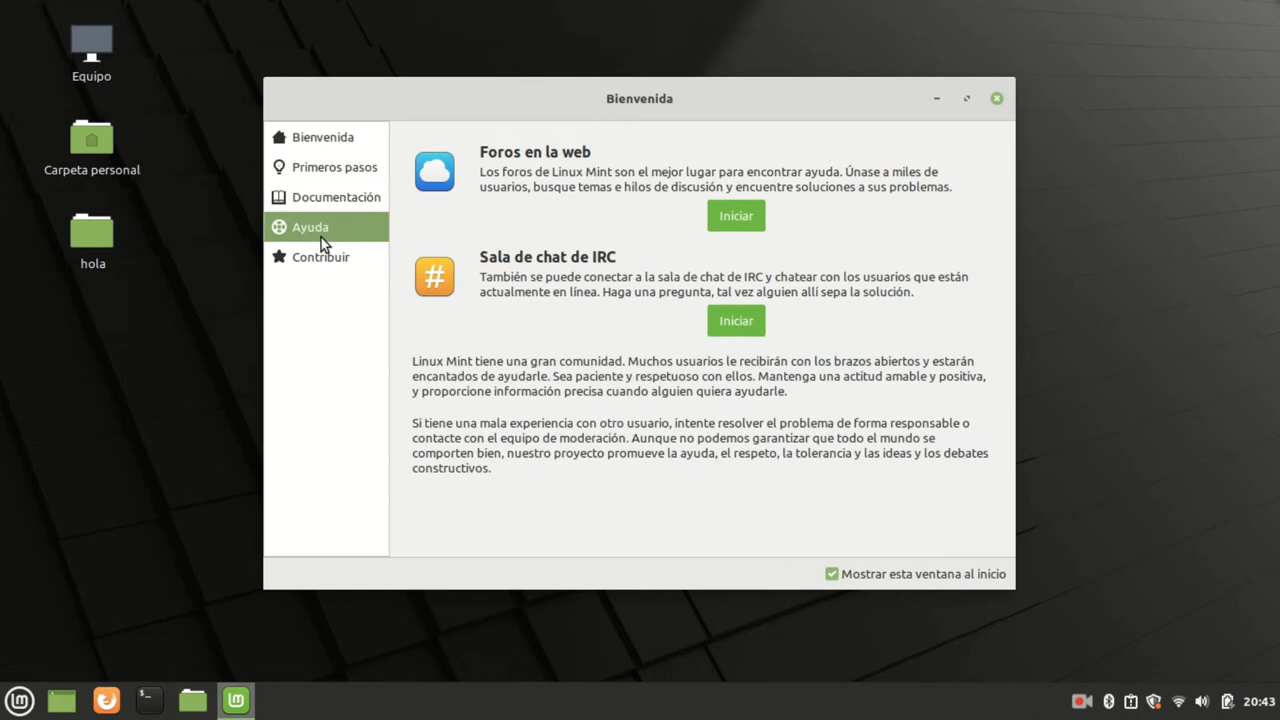 Equipo
Carpeta personal
hola
Bienvenida
Bienvenida
Primeros pasos
Documentación
Ayuda
Contribuir
Foros en la web
Los foros de Linux Mint son el mejor lugar para encontrar ayuda. Únase a miles de
usuarios, busque temas e hilos de discusión y encuentre soluciones a sus problemas.
Iniciar
Sala de chat de IRC
También se puede conectar a la sala de chat de IRC y chatear con los usuarios que están
actualmente en línea. Haga una pregunta, tal vez alguien allí sepa la solución.
Iniciar
Linux Mint tiene una gran comunidad. Muchos usuarios le recibirán con los brazos abiertos y estarán
encantados de ayudarle. Sea paciente y respetuoso con ellos. Mantenga una actitud amable y positiva,
y proporcione información precisa cuando alguien quiera ayudarle.
Si tiene una mala experiencia con otro usuario, intente resolver el problema de forma responsable o
contacte con el equipo de moderación. Aunque no podemos garantizar que todo el mundo se
comporten bien, nuestro proyecto promueve la ayuda, el respeto, la tolerancia y las ideas y los debates
constructivos.
Mostrar esta ventana al inicio
20:43